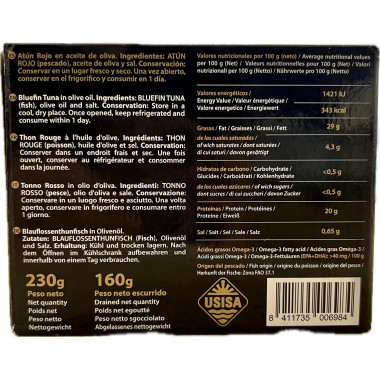 Atún Rojo en aceite de oliva. Ingredientes: ATÚN
ROJO (pescado), aceite de oliva y sal. Conservación:
Conservar en un lugar fresco y seco. Una vez abierto,
conservar en el frigorífico y consumir en 1 día.
Bluefin Tuna in olive oil. Ingredients: BLUEFIN TUNA
(fish), olive oil and salt. Conservation: Store in a
cool, dry place. Once opened, keep refrigerated and
consume within 1 day.
Thon Rouge à l'huile d'olive. Ingrédients: THON
ROUGE (poisson), huile d'olive et sel. Conservation:
Conserver dans un endroit frais et sec. Une fois
ouvert, conserver au réfrigérateur et consommer
dans la journée.
Tonno Rosso in olio d'oliva. Ingredienti: TONNO
ROSSO (pesce), olio d'oliva e sale. Conservazione:
Conservare in un luogo fresco e asciutto. Una volta
aperto, conservare in frigorifero e consumare entro
1 giorno.
Blauflossenthunfisch in Olivenöl.
Zutaten: BLAUFLOSSENTHUNFISCH (Fisch), Olivenöl
und Salz. Erhaltung: Kühl und trocken lagern. Nach
dem Öffnen im Kühlschrank aufbewahren und
innerhalb von einem Tag verbrauchen.
230g
Peso neto
Net quantity
Poids net
Peso netto
Nettogewicht
160g
Peso neto escurrido
Drained net quantity
Poids net egoutté
Peso netto sgocciolato
Abgelassenes nettogewicht
Valores nutricionales por 100 g (neto) / Average nutritional values
per 100 g (Net) / Valeurs nutritionnelles pour 100 g (Net) / Valori
nutrizionali per 100 g (Netto) / Nährwerte pro 100 g (Netto)
Valores energéticos /
Energy Value / Valeur énergetique /
Valore energetico / Energiewert
1421 kJ
343 kcal
Grasas / Fat / Graisses / Grassi / Fett
29 g
de las cuales saturadas /
of wich saturates / dont saturatés /
di cui saturi / davon gesättigt
4,3 g
Hidratos de carbono / Carbohydrate /
Glucides / Carboidrati / Kohlenhydrate
<0,5 g
de los cuales azúcares / of wich sugars /
dont sucres / di cui zuccheri / davon Zucker
<0,5 g
Proteínas / Protein / Protéines /
Proteine / Eiweiß
20 g
Sal / Salt / Sel / Sale / Salz
0,65 g
Ácidos grasos Omega-3 / Omega-3 fatty acid / Acides gras Oméga-3 /
Acidi grassi Omega-3 / Omega-3-Fettsäuren (EPA+DHA): >40 mg / 100 g
Origen del pescado / Fish origin / Origine du poisson / Origine del pesce /
Herkunft der Fische: Zona FAO 37.1
USISA
8 411735 006984